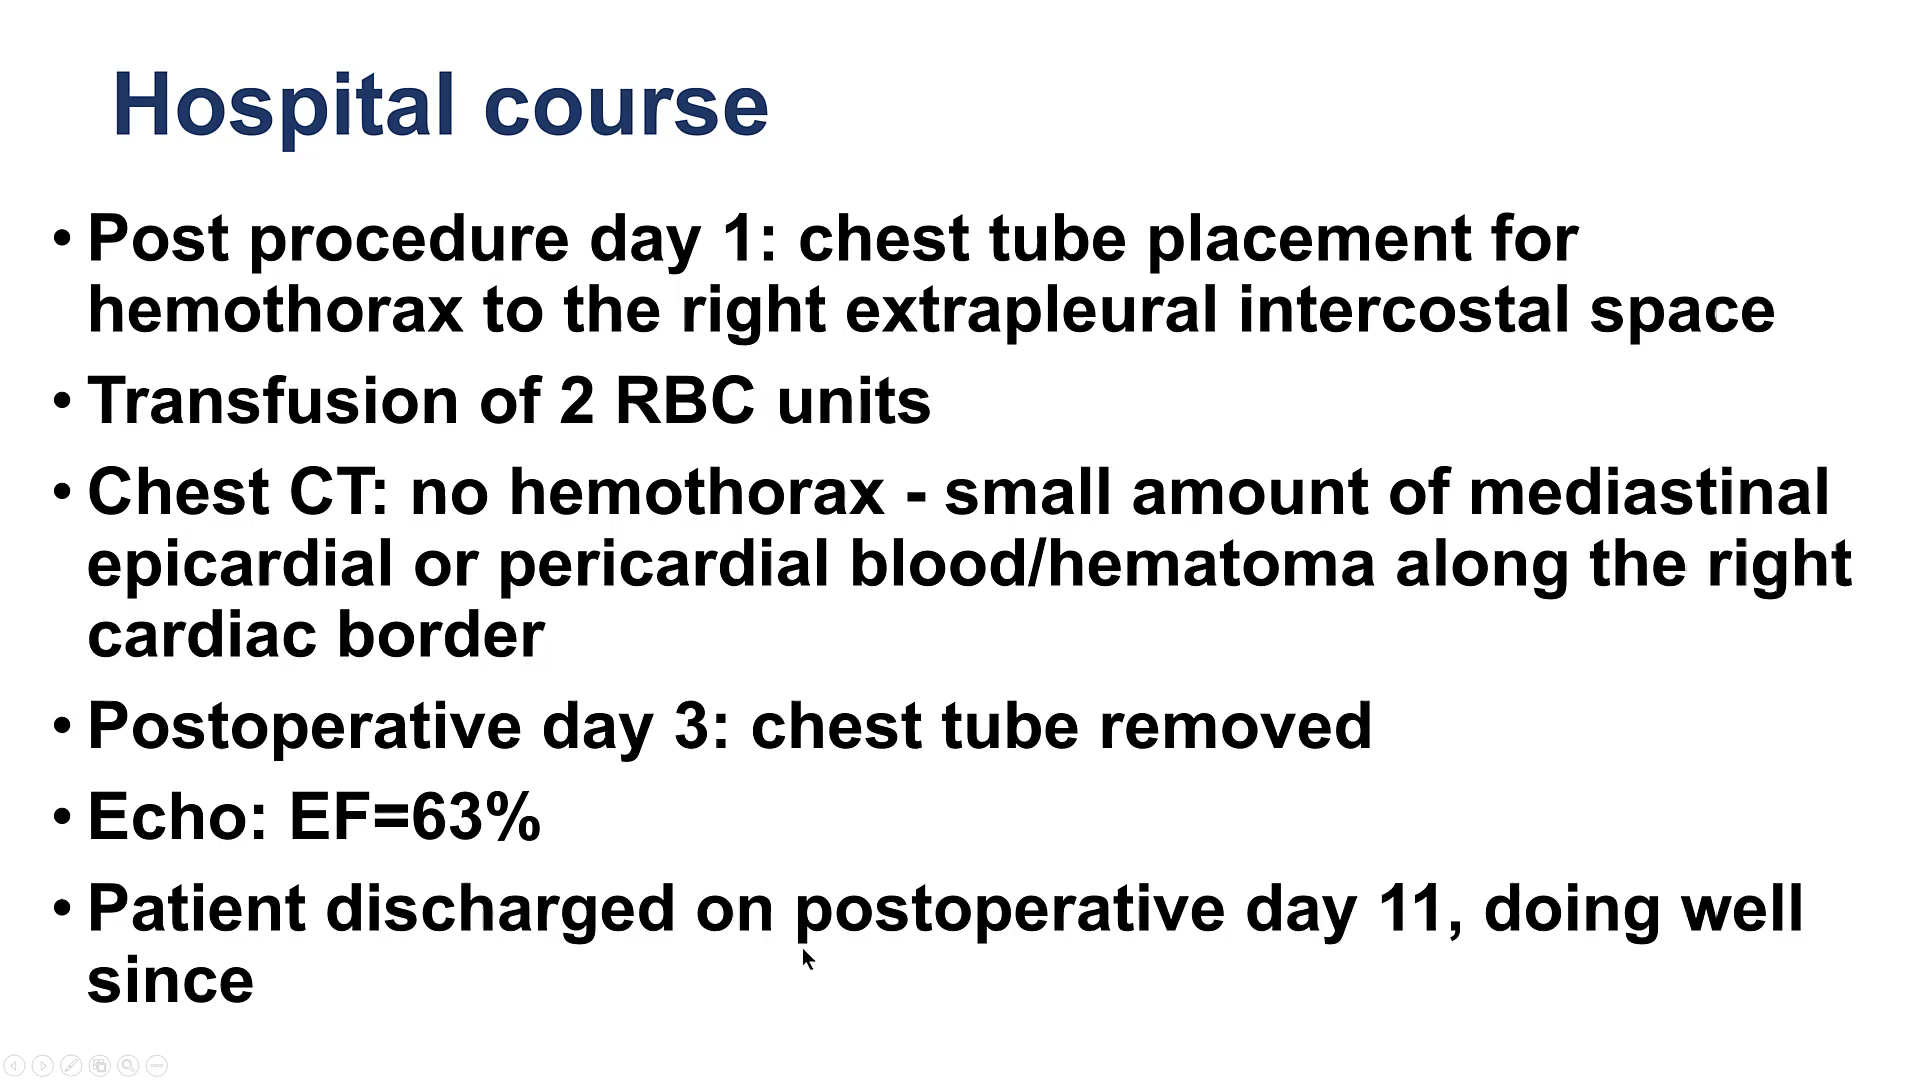 Hospital course
• Post procedure day 1: chest tube placement for
hemothorax to the right extrapleural intercostal space
• Transfusion of 2 RBC units
• Chest CT: no hemothorax - small amount of mediastinal
epicardial or pericardial blood/hematoma along the right
cardiac border
• Postoperative day 3: chest tube removed
• Echo: EF=63%
• Patient discharged on postoperative day 11, doing well
since